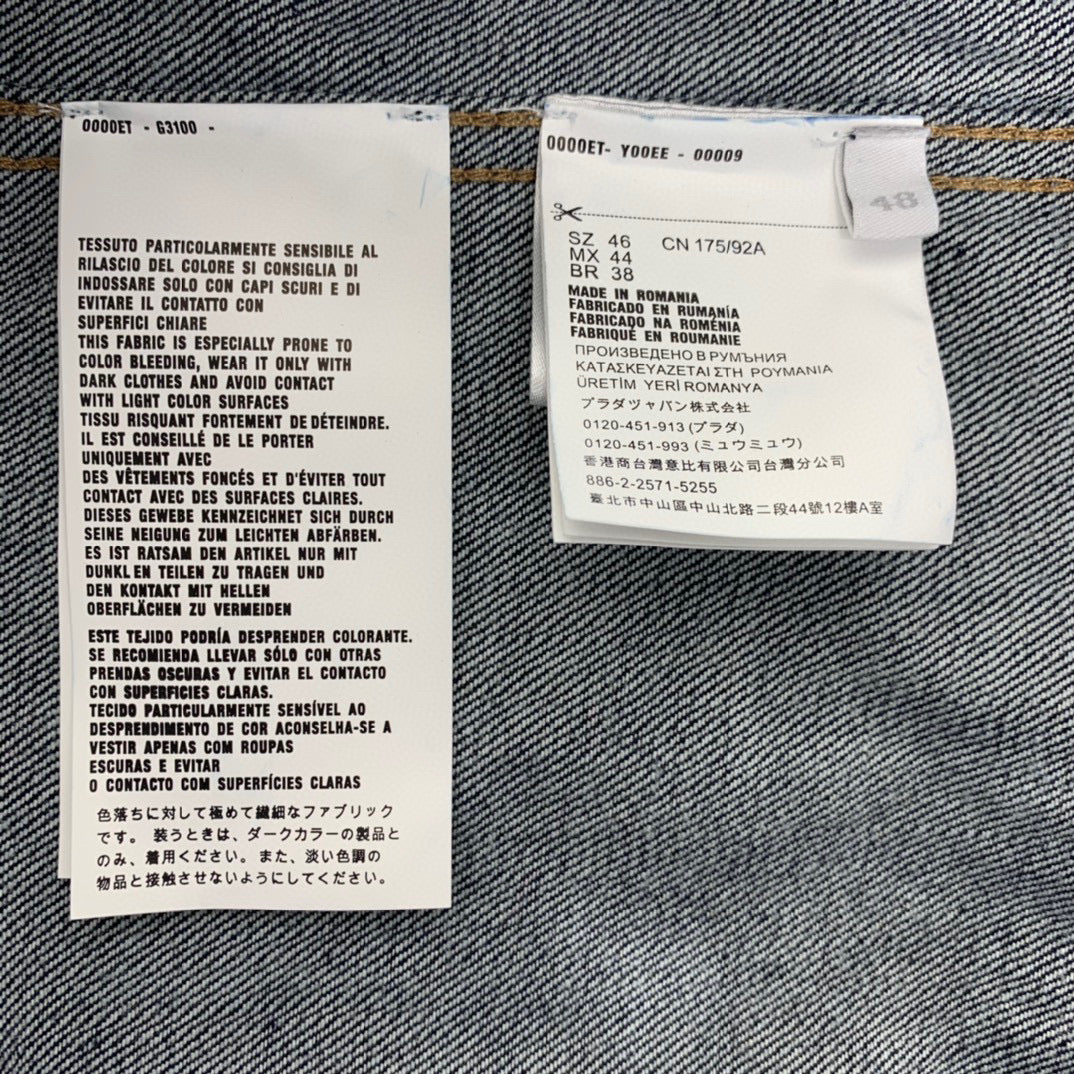 0000ET - G3100 -
TESSUTO PARTICOLARMENTE SENSIBILE AL
RILASCIO DEL COLORE SI CONSIGLIA DI
INDOSSARE SOLO CON CAPI SCURI E DI
EVITARE IL CONTATTO CON
SUPERFICI CHIARE
THIS FABRIC IS ESPECIALLY PRONE TO
COLOR BLEEDING, WEAR IT ONLY WITH
DARK CLOTHES AND AVOID CONTACT
WITH LIGHT COLOR SURFACES
TISSU RISQUANT FORTEMENT DE DÉTEINDRE.
IL EST CONSEILLÉ DE LE PORTER
UNIQUEMENT AVEC
DES VÊTEMENTS FONCÉS ET D'ÉVITER TOUT
CONTACT AVEC DES SURFACES CLAIRES.
DIESES GEWEBE KENNZEICHNET SICH DURCH
SEINE NEIGUNG ZUM LEICHTEN ABFÄRBEN.
ES IST RATSAM DEN ARTIKEL NUR MIT
DUNKL EN TEILEN ZU TRAGEN UND
DEN KONTAKT MIT HELLEN
OBERFLÄCHEN ZU VERMEIDEN
ESTE TEJIDO PODRÍA DESPRENDER COLORANTE.
SE RECOMIENDA LLEVAR SÓLO CON OTRAS
PRENDAS OSCURAS Y EVITAR EL CONTACTO
CON SUPERFICIES CLARAS.
TECIDO PARTICULARMENTE SENSÍVEL AO
DESPRENDIMENTO DE COR ACONSELHA-SE A
VESTIR APENAS COM ROUPAS
ESCURAS E EVITAR
O CONTACTO COM SUPERFÍCIES CLARAS
色落ちに対して極めて繊細なファブリック
です。装うときは、ダークカラーの製品と
のみ、着用ください。また、淡い色調の
物品と接触させないようにしてください。
0000ET- Y00EE - 00009
48
SZ 46 CN 175/92A
MX 44
BR 38
MADE IN ROMANIA
FABRICADO EN RUMANÍA
FABRICADO NA ROMÉNIA
FABRIQUÉ EN ROUMANIE
ПРОИЗВЕДЕНО В РУМЪНИЯ
ΚΑΤΑΣΚΕΥΑΖΕΤΑΙ ΣΤΗ ΡΟΥΜΑΝΙΑ
ÜRETİM YERİ ROMANYA
プラダジャパン株式会社
0120-451-913 (プラダ)
0120-451-993 (ミュウミュウ)
香港商台灣意比有限公司台灣分公司
886-2-2571-5255
臺北市中山區中山北路二段44號12樓A室